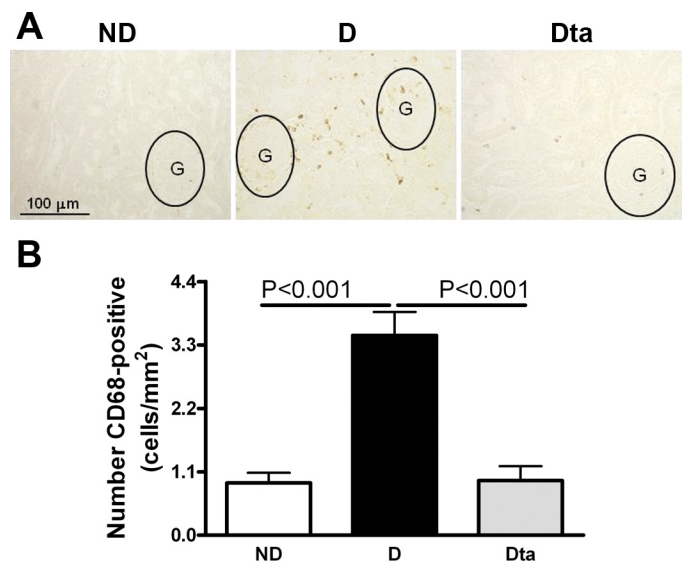 A
ND D Dta
G G G G
100 µm
B
Number CD68-positive
(cells/mm²)
4.4
3.3
2.2
1.1
0.0
P<0.001 P<0.001
ND D Dta